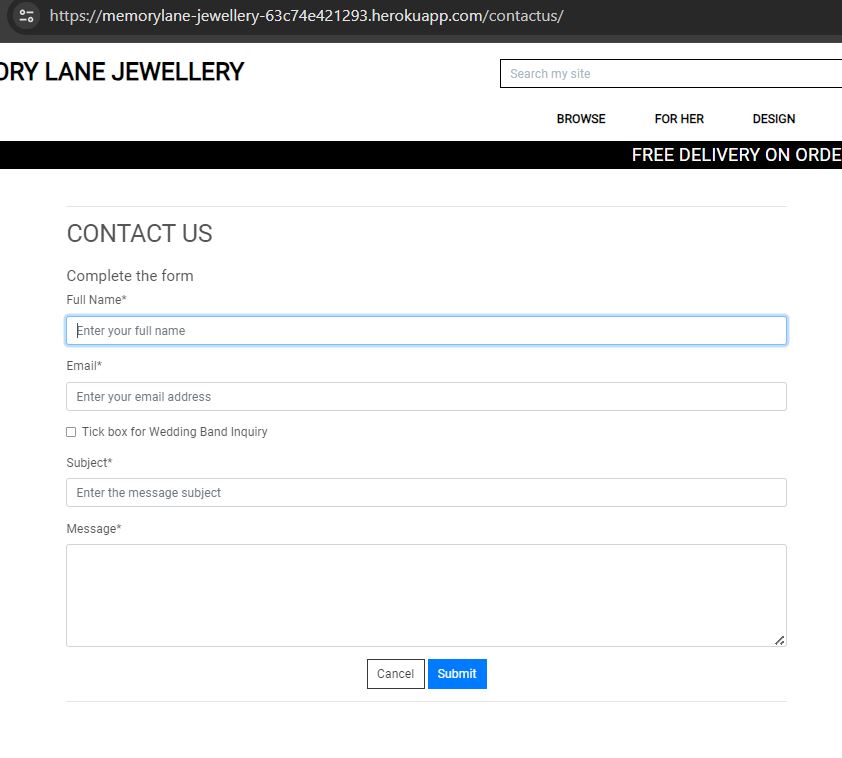 https://memorylane-jewellery-63c74e421293.herokuapp.com/contactus/
ORY LANE JEWELLERY
Search my site
BROWSE FOR HER DESIGN
FREE DELIVERY ON ORDE
CONTACT US
Complete the form
Full Name*
Enter your full name
Email*
Enter your email address
Tick box for Wedding Band Inquiry
Subject*
Enter the message subject
Message*
Cancel Submit